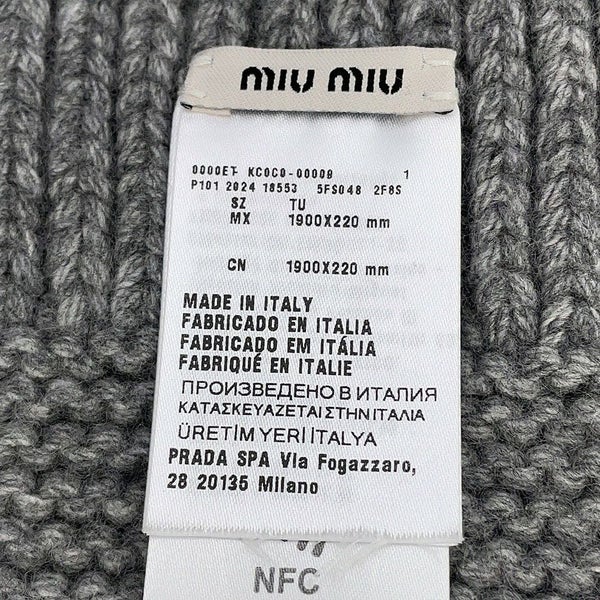 miu miu
0000ET- KC0C0-00009 1
P101 2024 18553 5FS048 2F8S
SZ TU
MX 1900X220 mm
CN 1900X220 mm
MADE IN ITALY
FABRICADO EN ITALIA
FABRICADO EM ITÁLIA
FABRIQUÉ EN ITALIE
ПРОИЗВЕДЕНО В ИТАЛИЯ
ΚΑΤΑΣΚΕΥΑΖΕΤΑΙ ΣΤΗΝ ΙΤΑΛΙΑ
ÜRETİM YERİ İTALYA
PRADA SPA Via Fogazzaro,
28 20135 Milano
NFC